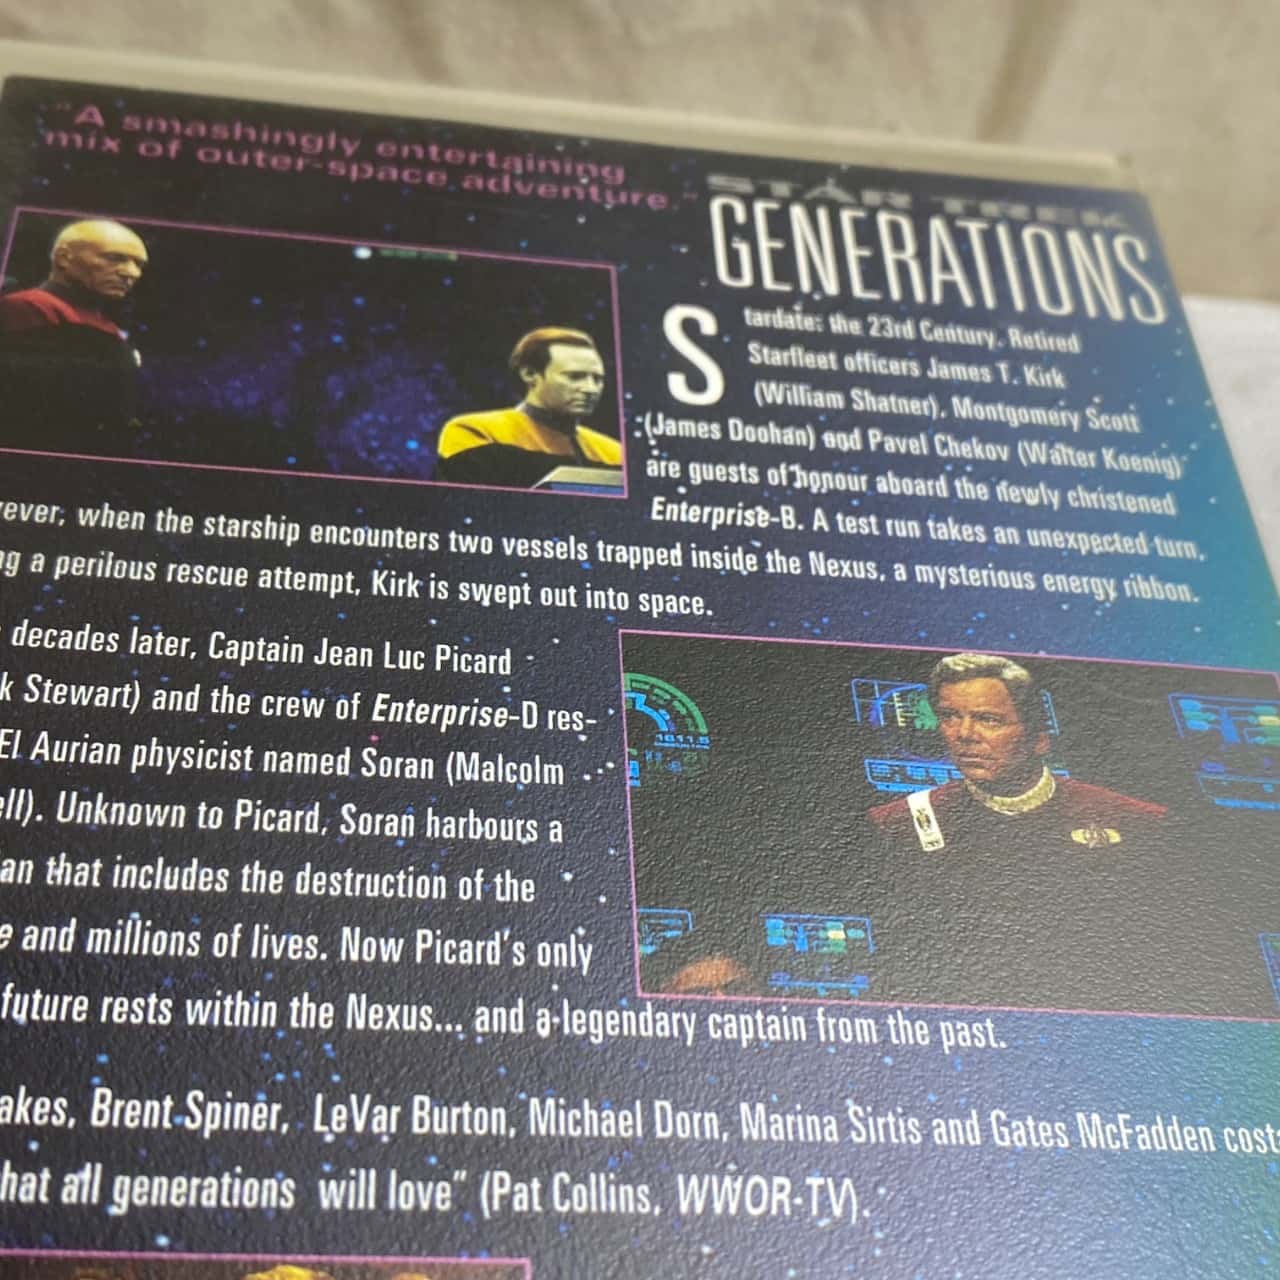 "A smashingly entertaining
mix of outer-space adventure."
STAR TREK
GENERATIONS
Stardate: the 23rd Century. Retired
Starfleet officers James T. Kirk
(William Shatner), Montgomery Scott
(James Doohan) and Pavel Chekov (Walter Koenig)
are guests of honour aboard the newly christened
Enterprise-B. A test run takes an unexpected turn,
ever, when the starship encounters two vessels trapped inside the Nexus, a mysterious energy ribbon.
ng a perilous rescue attempt, Kirk is swept out into space.
decades later, Captain Jean Luc Picard
k Stewart) and the crew of Enterprise-D res-
El Aurian physicist named Soran (Malcolm
ell). Unknown to Picard, Soran harbours a
an that includes the destruction of the
e and millions of lives. Now Picard's only
future rests within the Nexus... and a legendary captain from the past.
akes, Brent Spiner, LeVar Burton, Michael Dorn, Marina Sirtis and Gates McFadden cost
hat all generations will love" (Pat Collins, WWOR-TV).